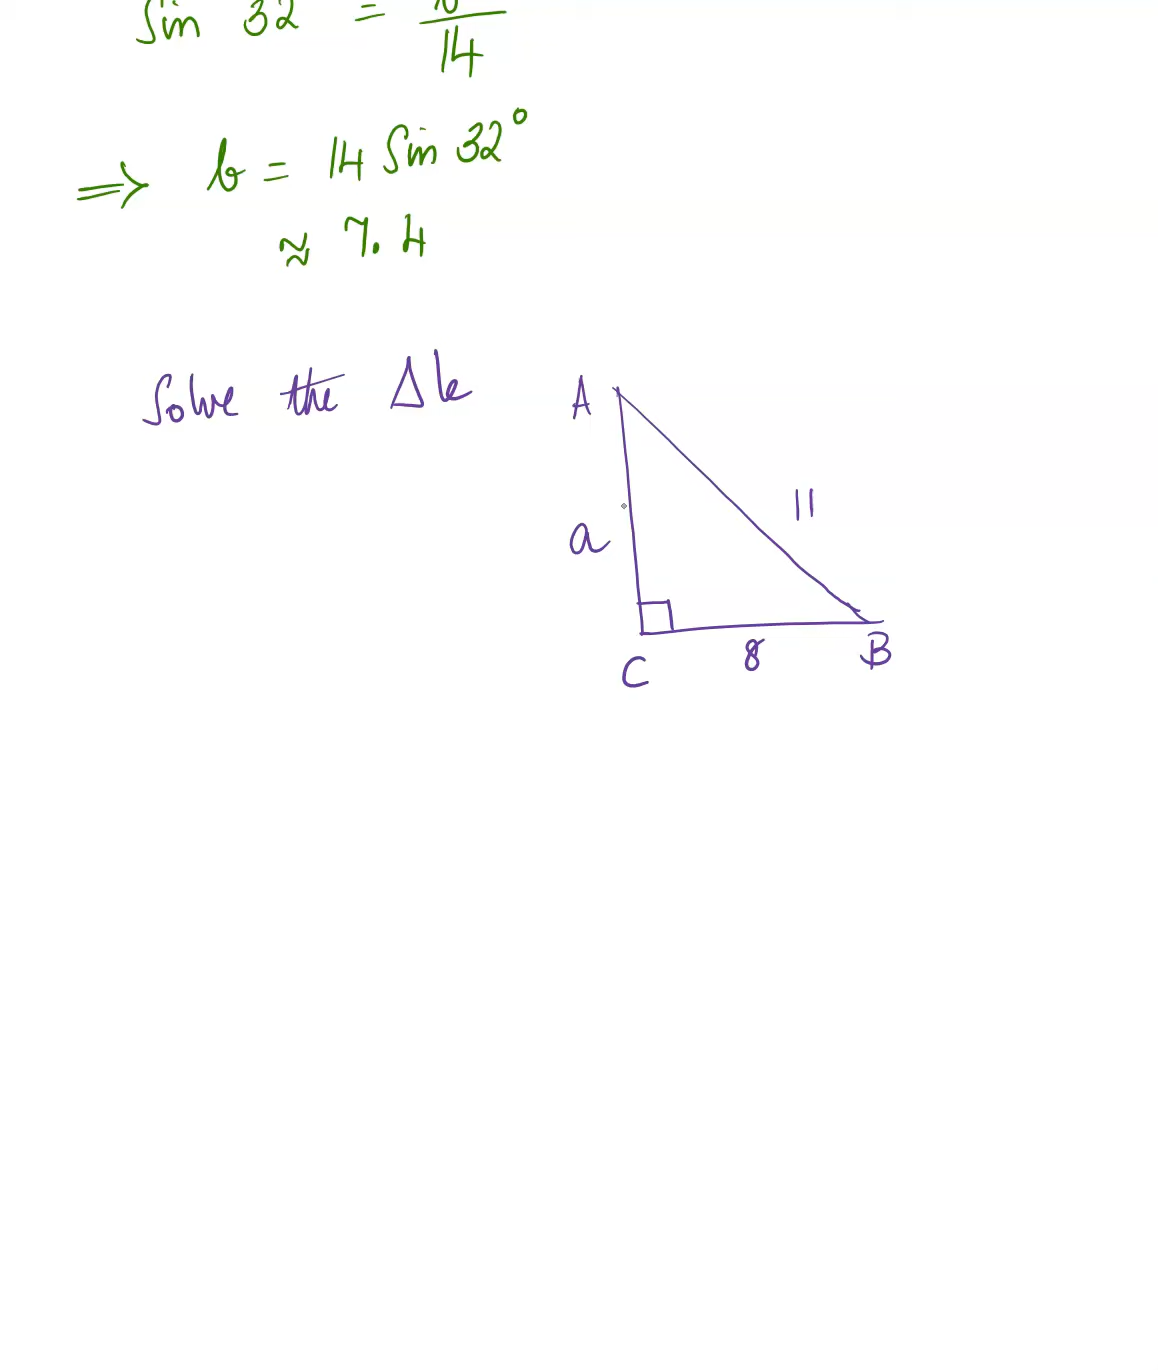 Sin 32 =
14
⇒ b = 14 Sin 32°
≈ 7.4
Solve the Δle
A
11
a
8
B
C